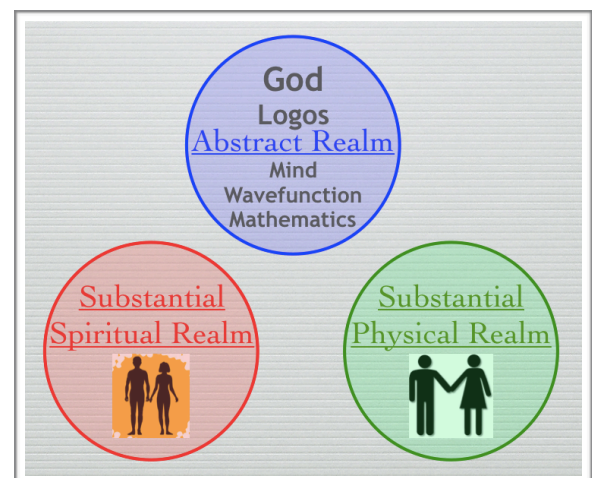 God
Logos
Abstract Realm
Mind
Wavefunction
Mathematics
Substantial
Spiritual Realm
Substantial
Physical Realm